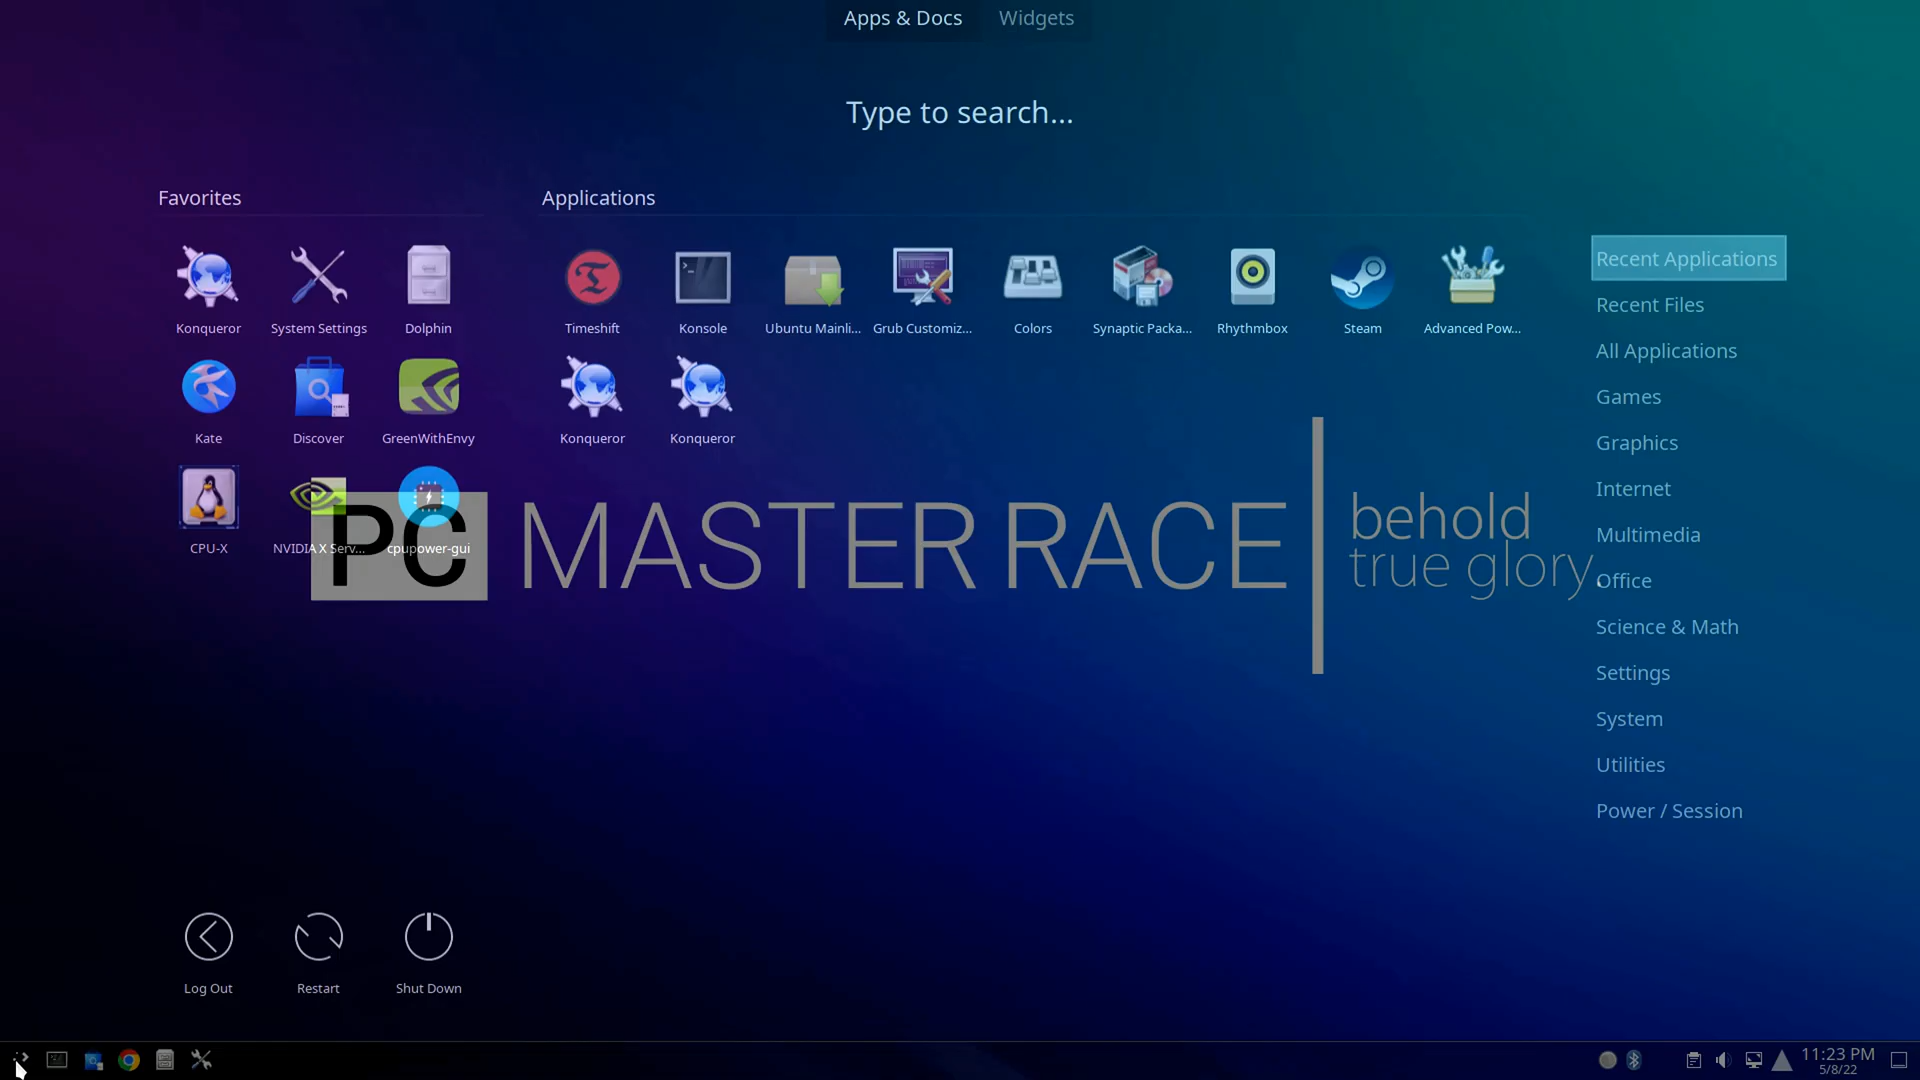 Apps & Docs Widgets
Type to search...
Favorites
Applications
Konqueror System Settings Dolphin
Timeshift Konsole Ubuntu Mainli... Grub Customiz... Colors Synaptic Packa... Rhythmbox Steam Advanced Pow...
Kate Discover GreenWithEnvy
Konqueror Konqueror
CPU-X NVIDIA X Serv... cpupower-gui
PC MASTER RACE
behold
true glory.
Recent Applications
Recent Files
All Applications
Games
Graphics
Internet
Multimedia
Office
Science & Math
Settings
System
Utilities
Power / Session
Log Out Restart Shut Down
11:23 PM
5/8/22